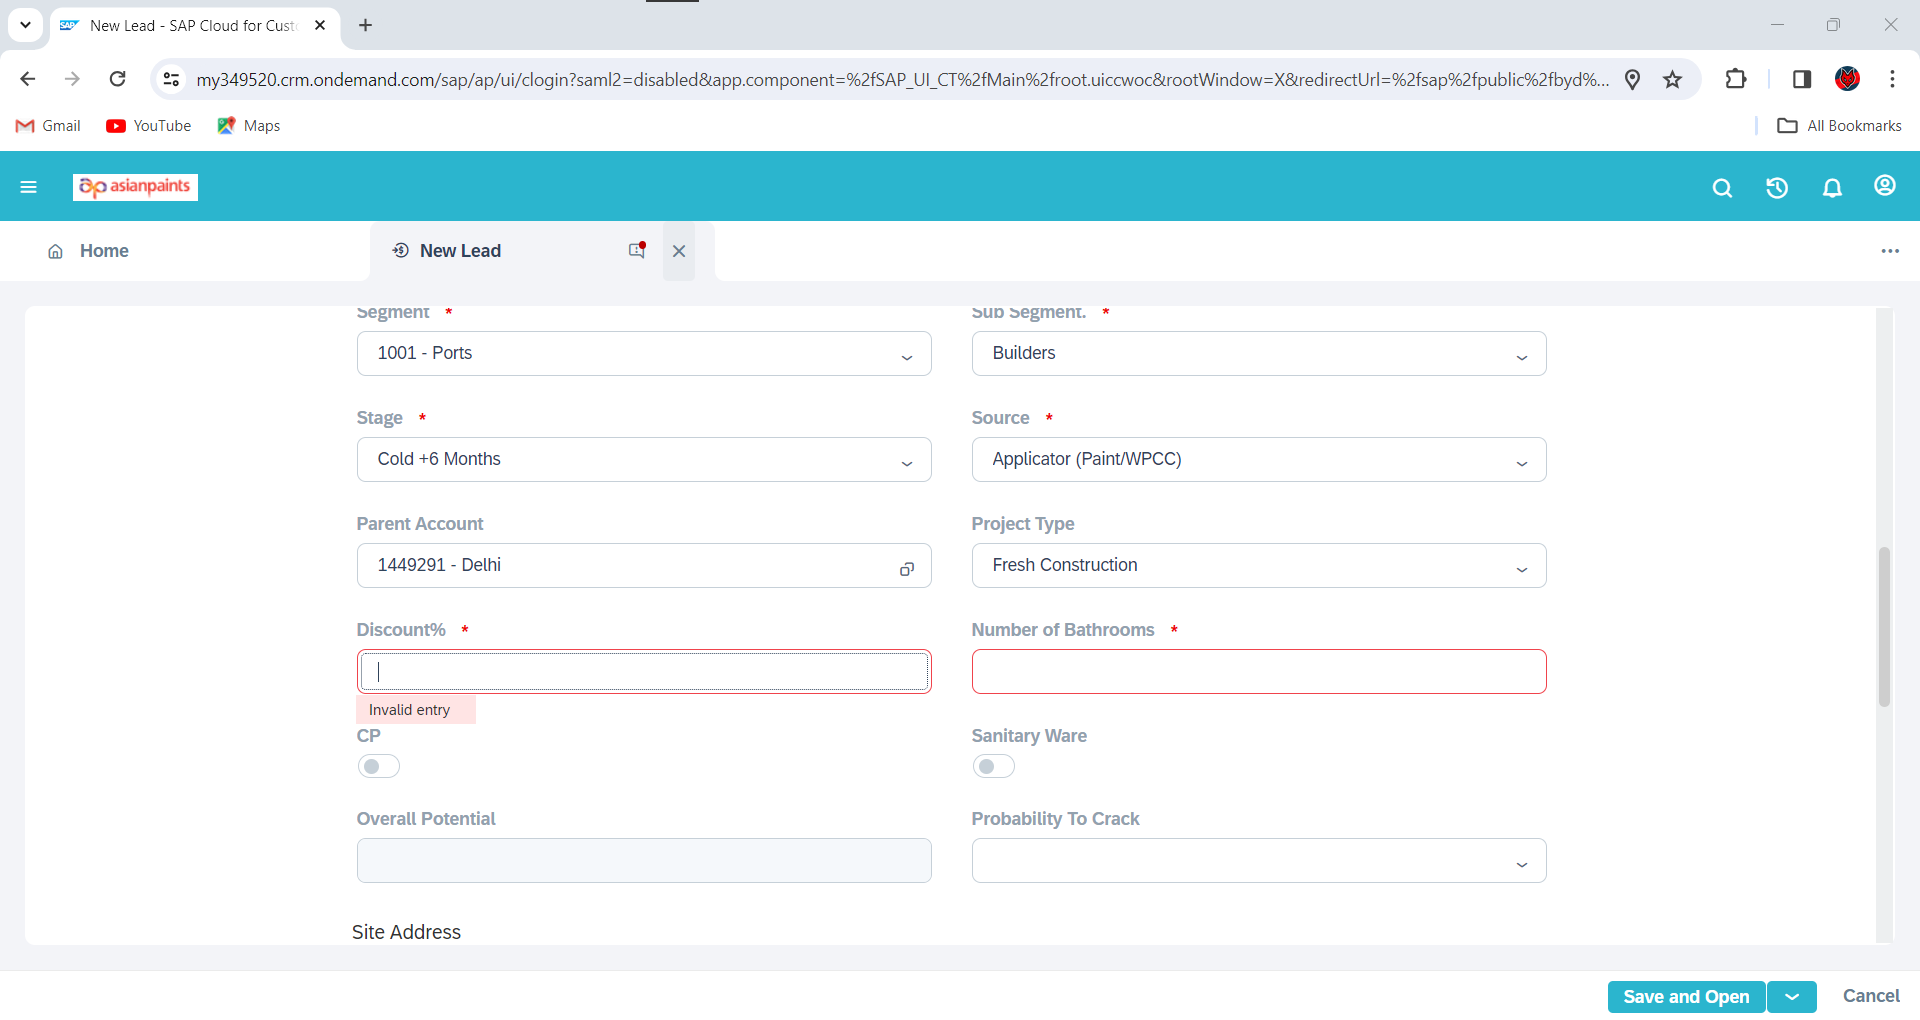 New Lead - SAP Cloud for Cust
my349520.crm.ondemand.com/sap/ap/ui/clogin?saml2=disabled&app.component=%2fSAP_UI_CT%2fMain%2froot.uiccwoc&rootWindow=X&redirectUrl=%2fsap%2fpublic%2fbyd%...
Gmail YouTube Maps All Bookmarks
asianpaints
Home New Lead
Segment * Sub Segment. *
1001 - Ports Builders
Stage * Source *
Cold +6 Months Applicator (Paint/WPCC)
Parent Account Project Type
1449291 - Delhi Fresh Construction
Discount% * Number of Bathrooms *
Invalid entry
CP Sanitary Ware
Overall Potential Probability To Crack
Site Address
Save and Open Cancel